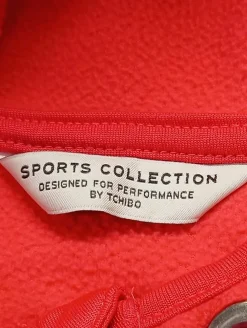 SPORTS COLLECTION
DESIGNED FOR PERFORMANCE
BY TCHIBO